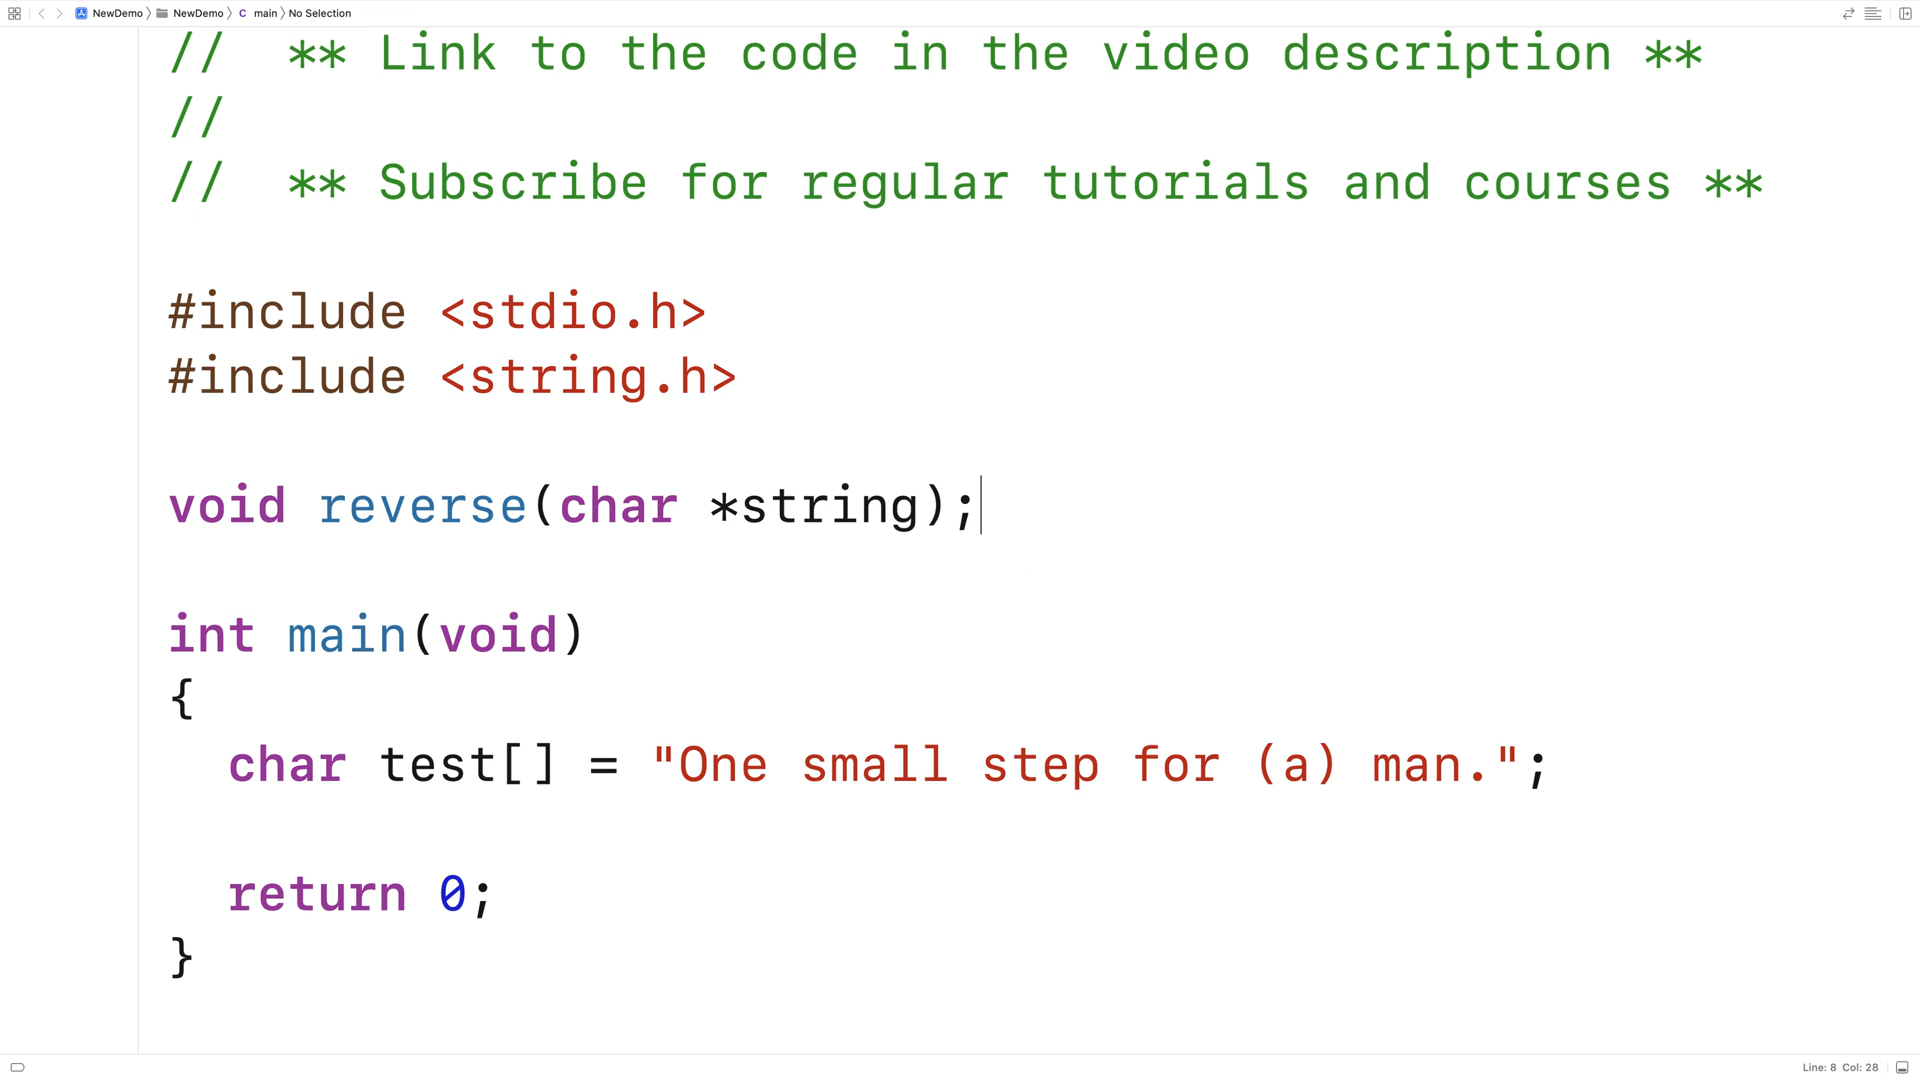 NewDemo NewDemo C main No Selection
// ** Link to the code in the video description **
//
// ** Subscribe for regular tutorials and courses **
#include <stdio.h>
#include <string.h>
void reverse(char *string);
int main(void)
{
char test[] = "One small step for (a) man.";
return 0;
}
Line: 8 Col: 28